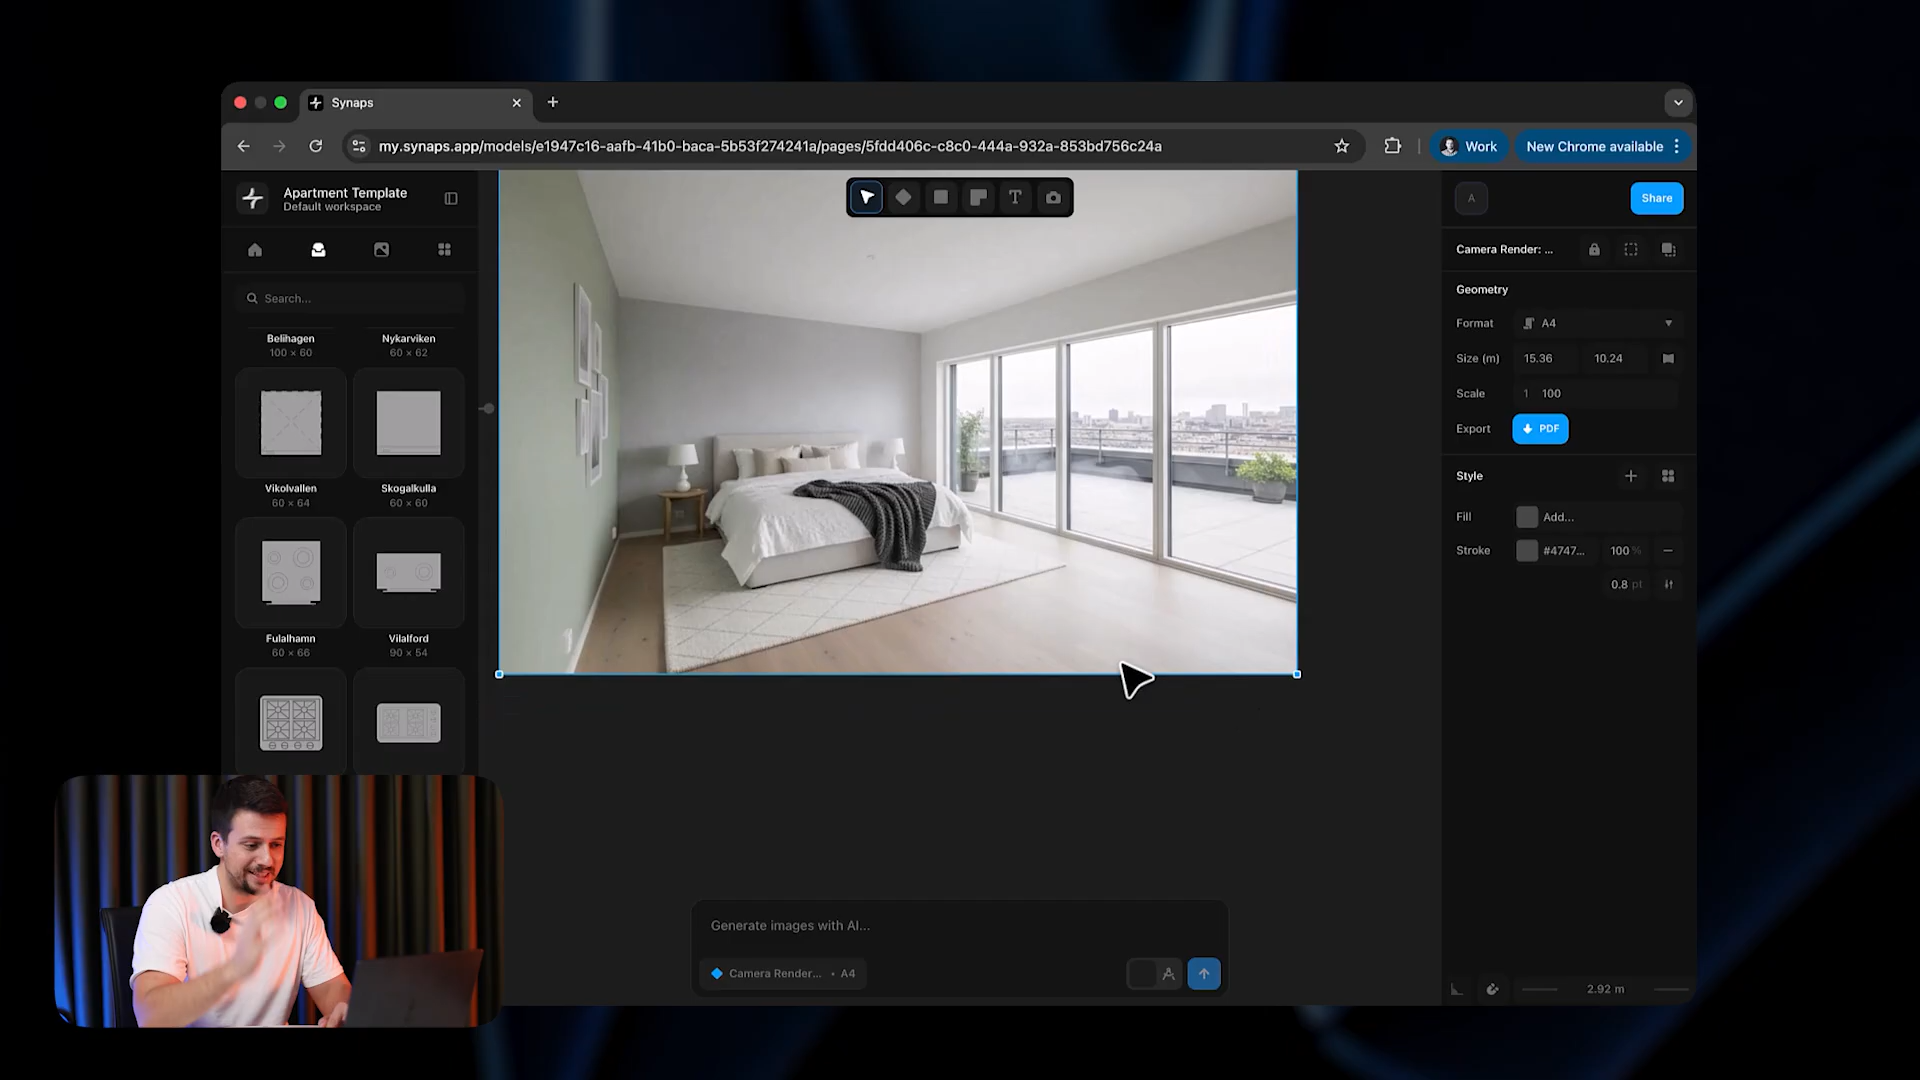 Synaps
my.synaps.app/models/e1947c16-aafb-41b0-baca-5b53f274241a/pages/5fdd406c-c8c0-444a-932a-853bd756c24a
Work
New Chrome available
Apartment Template
Default workspace
A
Share
Camera Render: ...
Search...
Geometry
Belihagen
100 × 60
Nykarviken
60 × 62
Format
A4
Size (m)
15.36
10.24
Scale
1
100
Export
PDF
Style
Vikolvallen
60 × 64
Skogalkulla
60 × 60
Fill
Add...
Stroke
#4747...
100 %
0.8 pt
Fulalhamn
60 × 66
Vilalford
90 × 54
Generate images with AI...
Camera Render... • A4
2.92 m